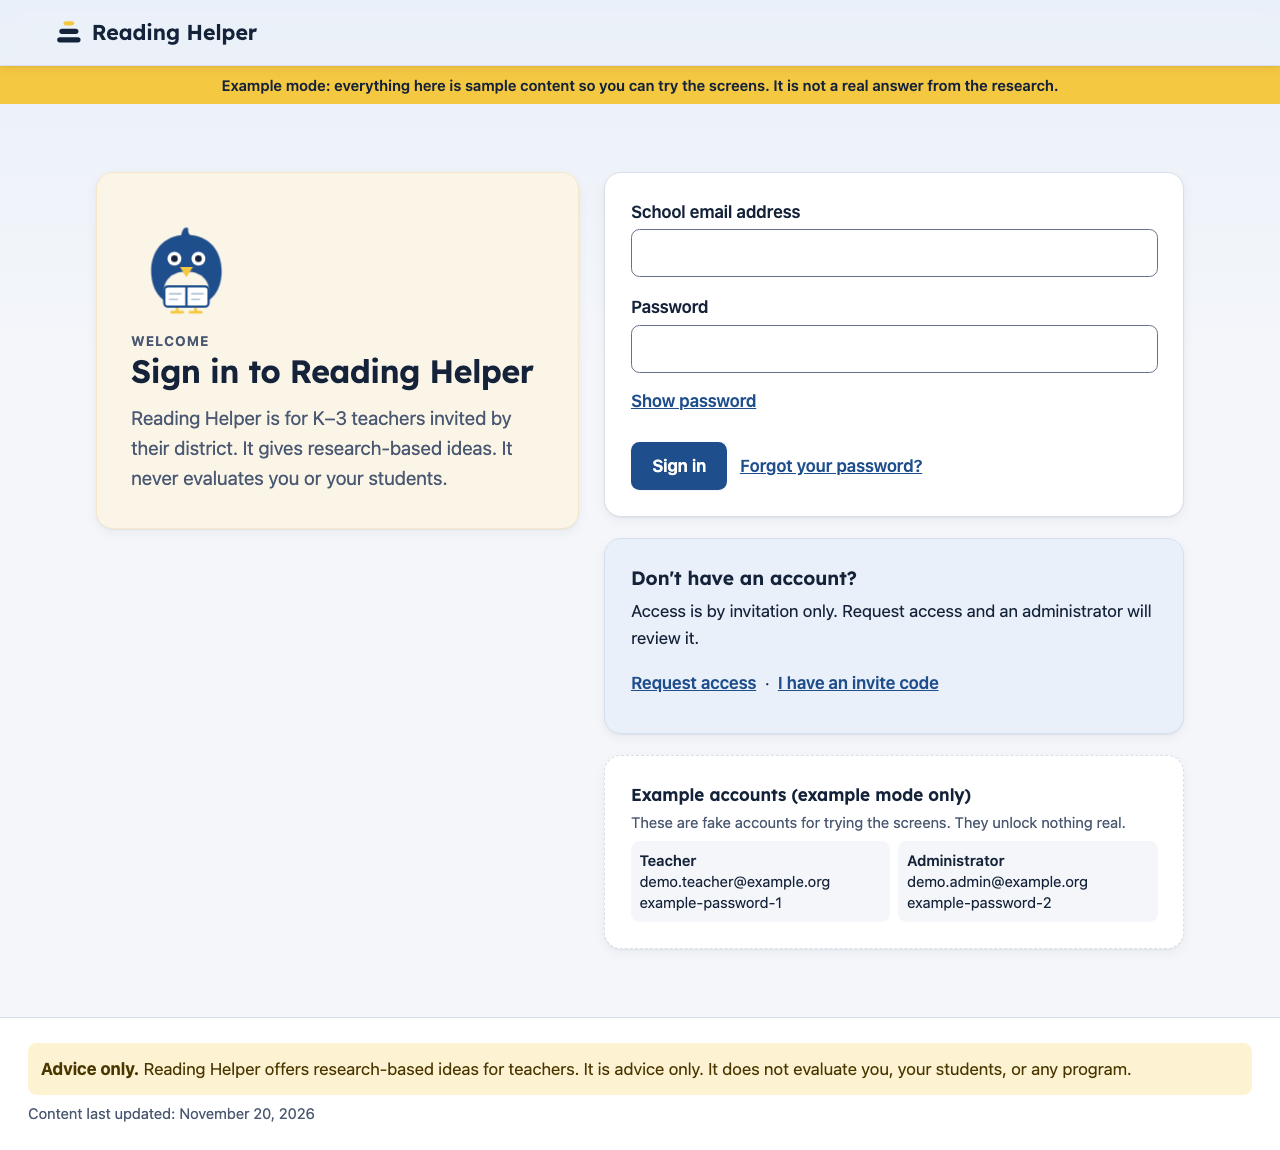 Reading Helper
Example mode: everything here is sample content so you can try the screens. It is not a real answer from the research.
WELCOME
Sign in to Reading Helper
Reading Helper is for K–3 teachers invited by
their district. It gives research-based ideas. It
never evaluates you or your students.
School email address
Password
Show password
Sign in
Forgot your password?
Don't have an account?
Access is by invitation only. Request access and an administrator will
review it.
Request access · I have an invite code
Example accounts (example mode only)
These are fake accounts for trying the screens. They unlock nothing real.
Teacher
demo.teacher@example.org
example-password-1
Administrator
demo.admin@example.org
example-password-2
Advice only. Reading Helper offers research-based ideas for teachers. It is advice only. It does not evaluate you, your students, or any program.
Content last updated: November 20, 2026